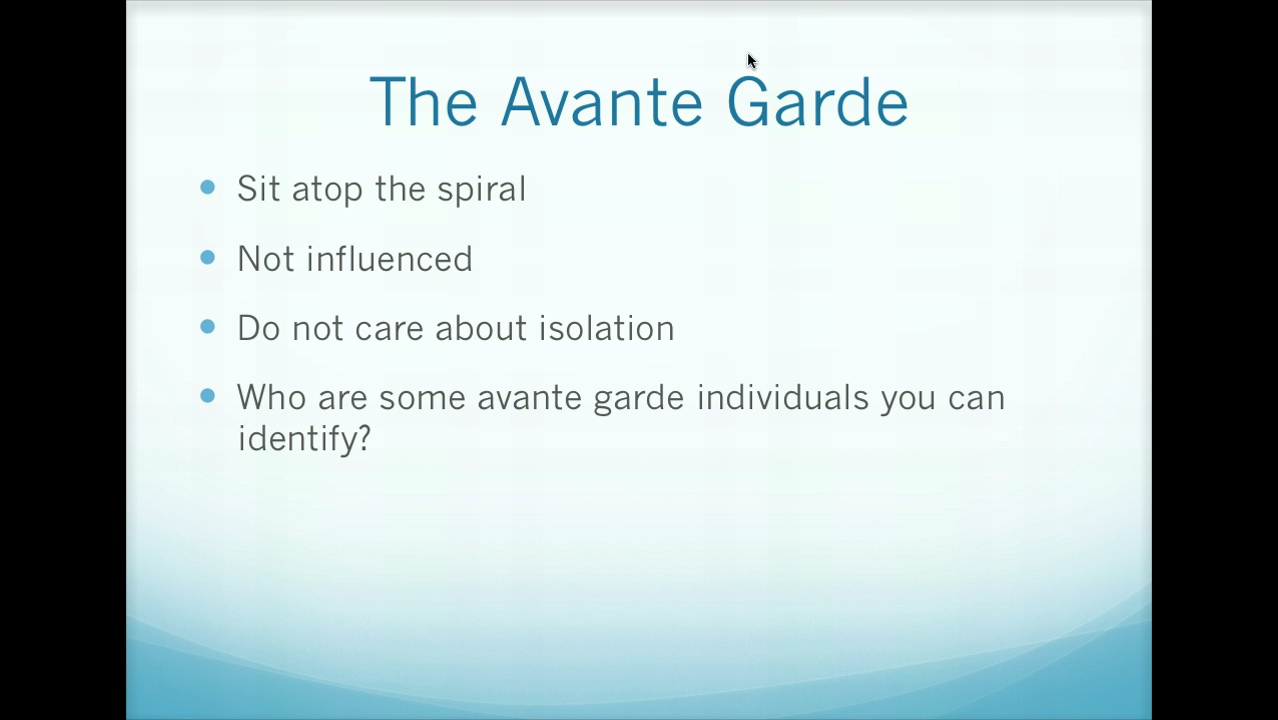 The Avante Garde
• Sit atop the spiral
• Not influenced
• Do not care about isolation
• Who are some avante garde individuals you can
identify?